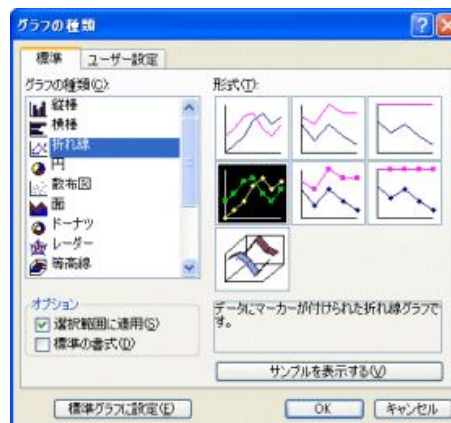 グラフの種類
標準
ユーザー設定
グラフの種類(C):
形式(T):
縦棒
横棒
折れ線
円
散布図
面
ドーナツ
レーダー
等高線
オプション
選択範囲に適用(S)
標準の書式(D)
データにマーカーが付けられた折れ線グラフで
す。
サンプルを表示する(V)
標準グラフに設定(E)
OK
キャンセル